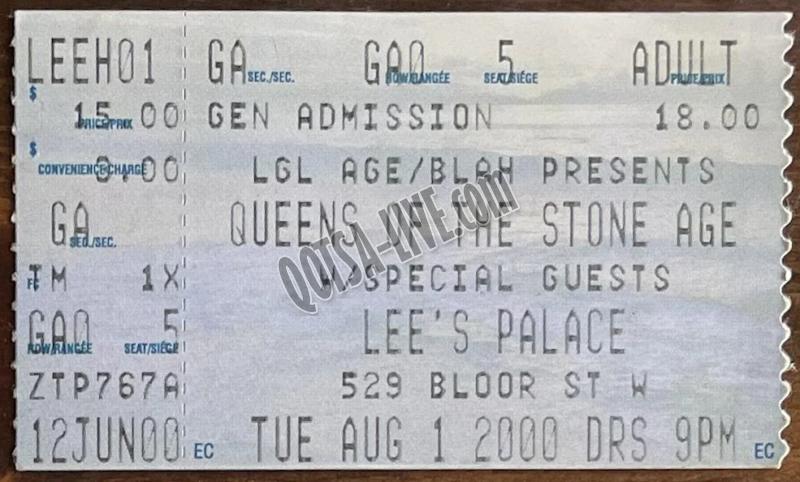 LEEH01 GA SEC./SEC. GA0 ROW/RANGÉE 5 SEAT/SIÈGE ADULT PRICE/PRIX
$ 15.00 PRICE/PRIX GEN ADMISSION 18.00
$ 3.00 CONVENIENCE CHARGE LGL AGE/BLAH PRESENTS
GA SEC./SEC. QUEENS OF THE STONE AGE
FC TM 1X W/SPECIAL GUESTS
GA0 ROW/RANGÉE 5 SEAT/SIÈGE LEE'S PALACE
ZTP767A 529 BLOOR ST W
12JUN00 EC TUE AUG 1 2000 DRS 9PM EC
QOTSA-LIVE.com